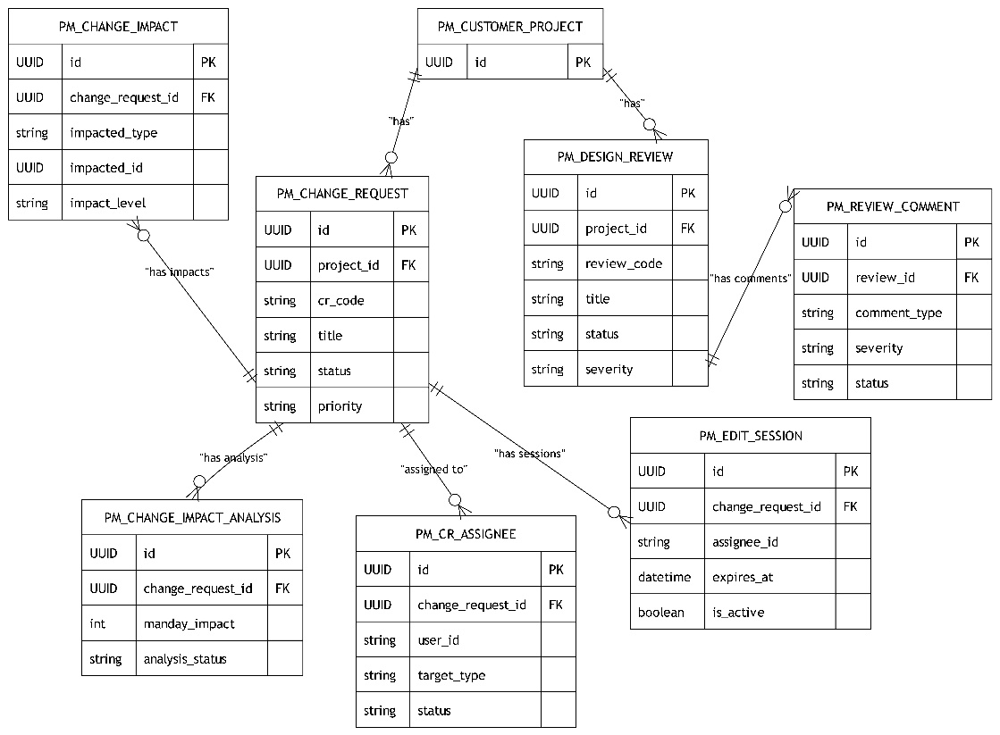 PM_CHANGE_IMPACT
UUID id PK
UUID change_request_id FK
string impacted_type
UUID impacted_id
string impact_level
PM_CUSTOMER_PROJECT
UUID id PK
"has"
"has"
PM_CHANGE_REQUEST
UUID id PK
UUID project_id FK
string cr_code
string title
string status
string priority
PM_DESIGN_REVIEW
UUID id PK
UUID project_id FK
string review_code
string title
string status
string severity
PM_REVIEW_COMMENT
UUID id PK
UUID review_id FK
string comment_type
string severity
string status
"has impacts"
"has comments"
"has analysis"
"assigned to"
"has sessions"
PM_CHANGE_IMPACT_ANALYSIS
UUID id PK
UUID change_request_id FK
int manday_impact
string analysis_status
PM_CR_ASSIGNEE
UUID id PK
UUID change_request_id FK
string user_id
string target_type
string status
PM_EDIT_SESSION
UUID id PK
UUID change_request_id FK
string assignee_id
datetime expires_at
boolean is_active